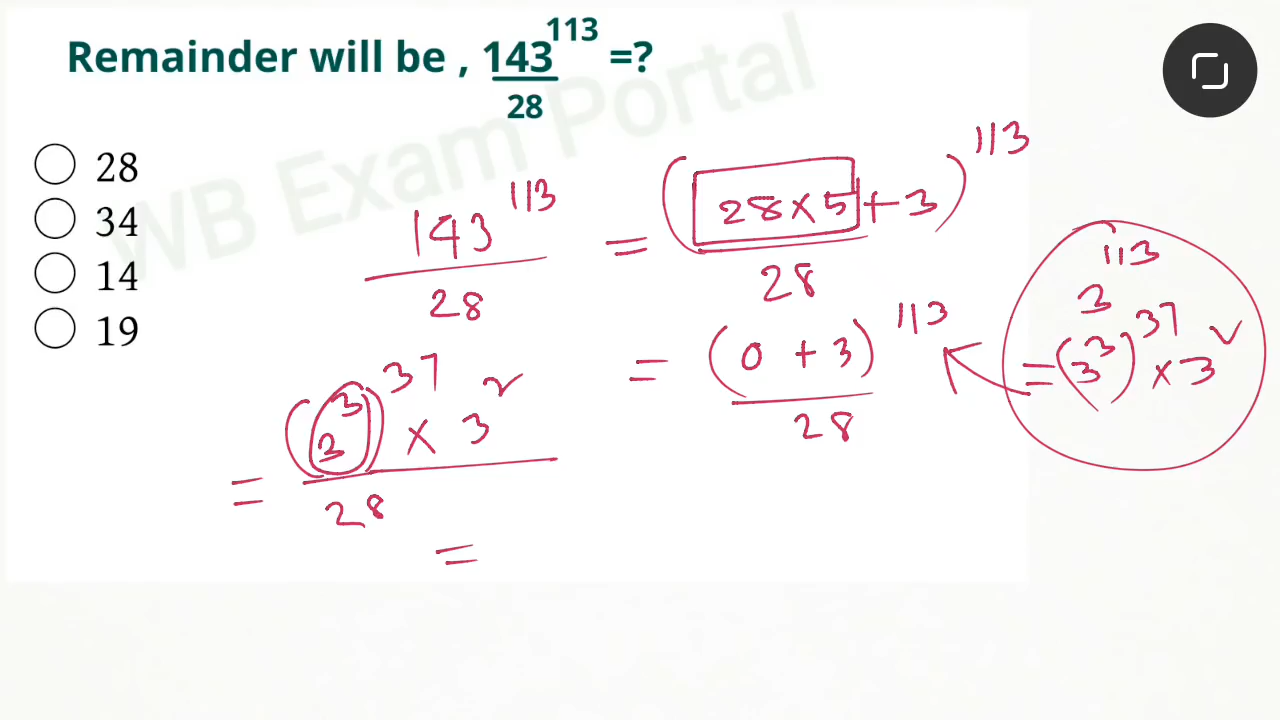 Remainder will be , 143^113 / 28 =?
28
34
14
19
WB Exam Portal
143^113 / 28 = (28×5+3)^113 / 28
= (0 + 3)^113 / 28
3^113
= (3^3)^37 × 3^2
= (3^3)^37 × 3^2 / 28
=